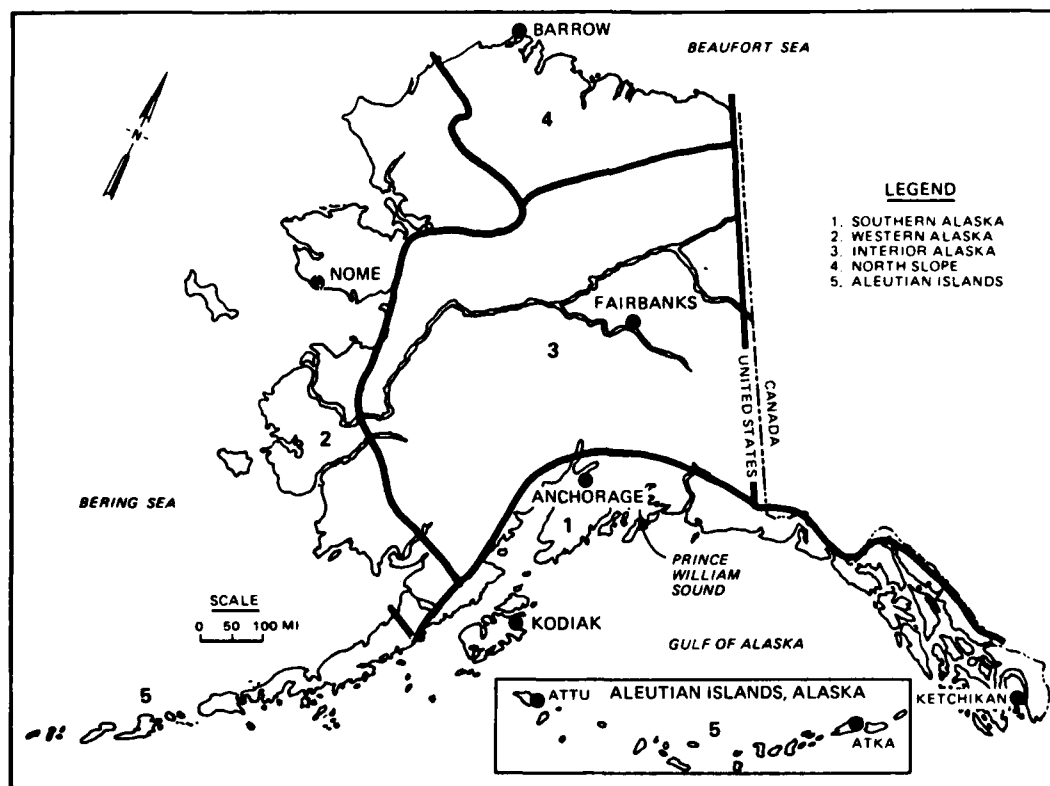 BARROW
BEAUFORT SEA
4
-N-
LEGEND
1. SOUTHERN ALASKA
2. WESTERN ALASKA
3. INTERIOR ALASKA
4. NORTH SLOPE
5. ALEUTIAN ISLANDS
NOME
FAIRBANKS
3
UNITED STATES
CANADA
2
BERING SEA
ANCHORAGE
1
PRINCE
WILLIAM
SOUND
SCALE
0 50 100 MI
KODIAK
GULF OF ALASKA
5
ATTU
ALEUTIAN ISLANDS, ALASKA
KETCHIKAN
5
ATKA